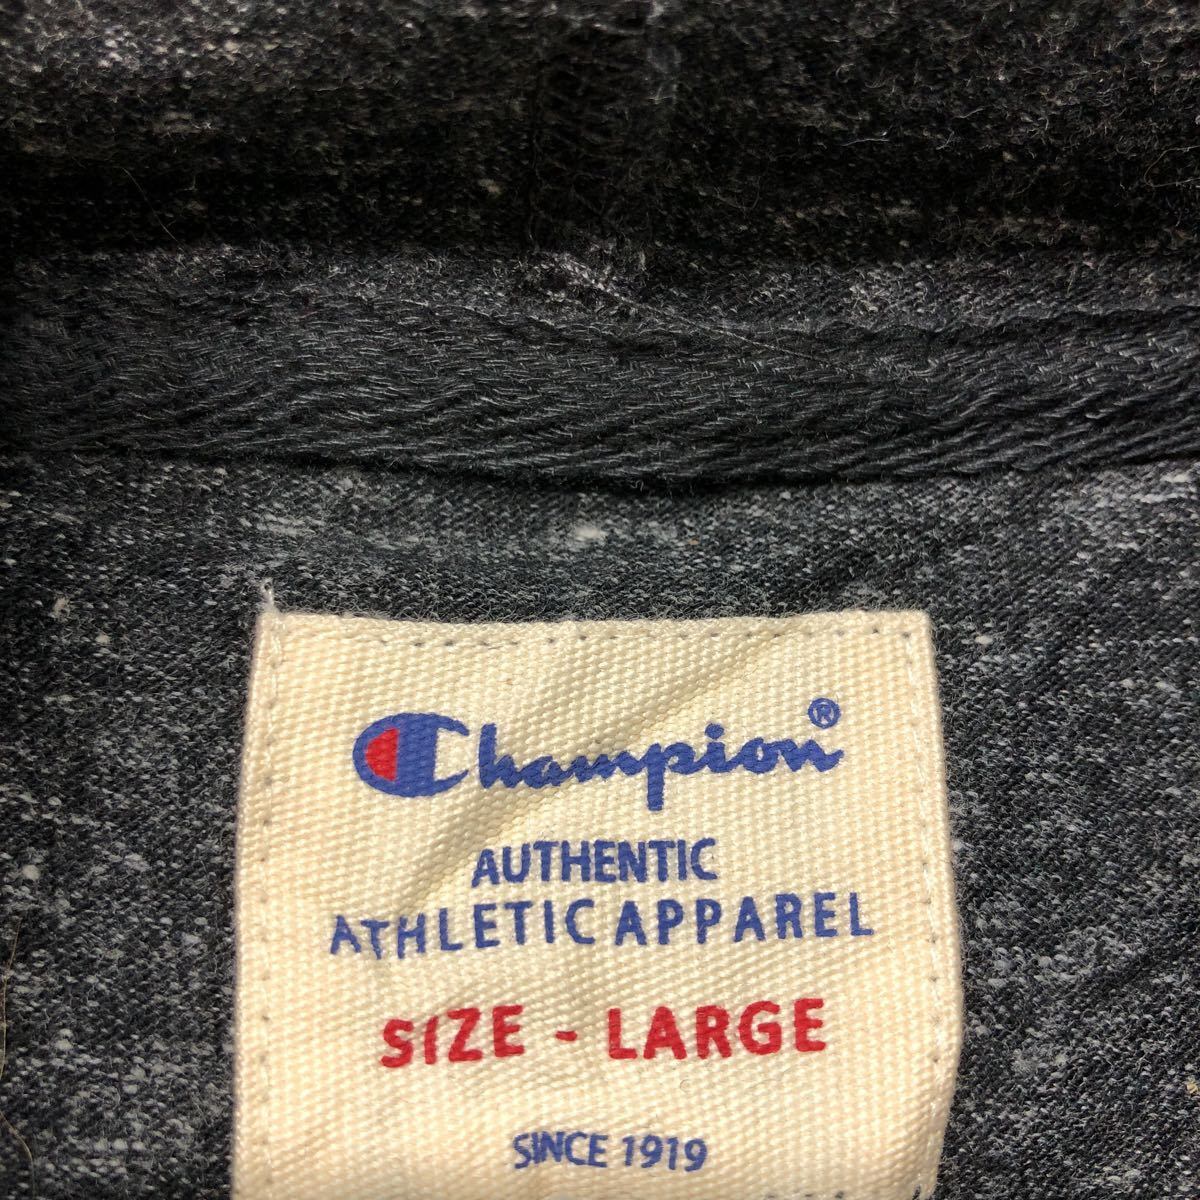 Champion®
AUTHENTIC
ATHLETIC APPAREL
SIZE - LARGE
SINCE 1919